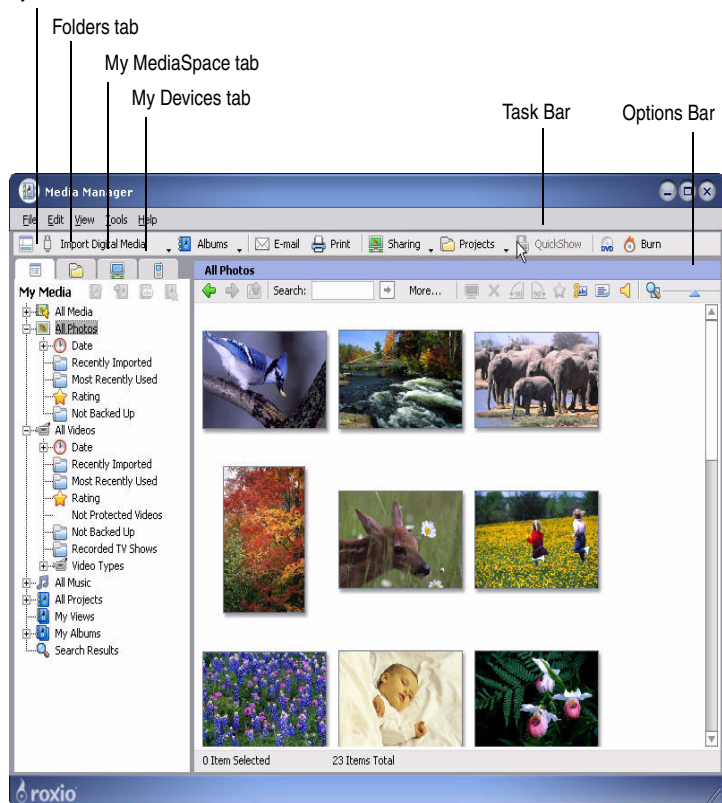 Folders tab
My MediaSpace tab
My Devices tab
Task Bar
Options Bar
Media Manager
File Edit View Tools Help
Import Digital Media Albums E-mail Print Sharing Projects QuickShow DVD Burn
All Photos
My Media
Search: More...
All Media
All Photos
Date
Recently Imported
Most Recently Used
Rating
Not Backed Up
All Videos
Date
Recently Imported
Most Recently Used
Rating
Not Protected Videos
Not Backed Up
Recorded TV Shows
Video Types
All Music
All Projects
My Views
My Albums
Search Results
0 Item Selected 23 Items Total
roxio